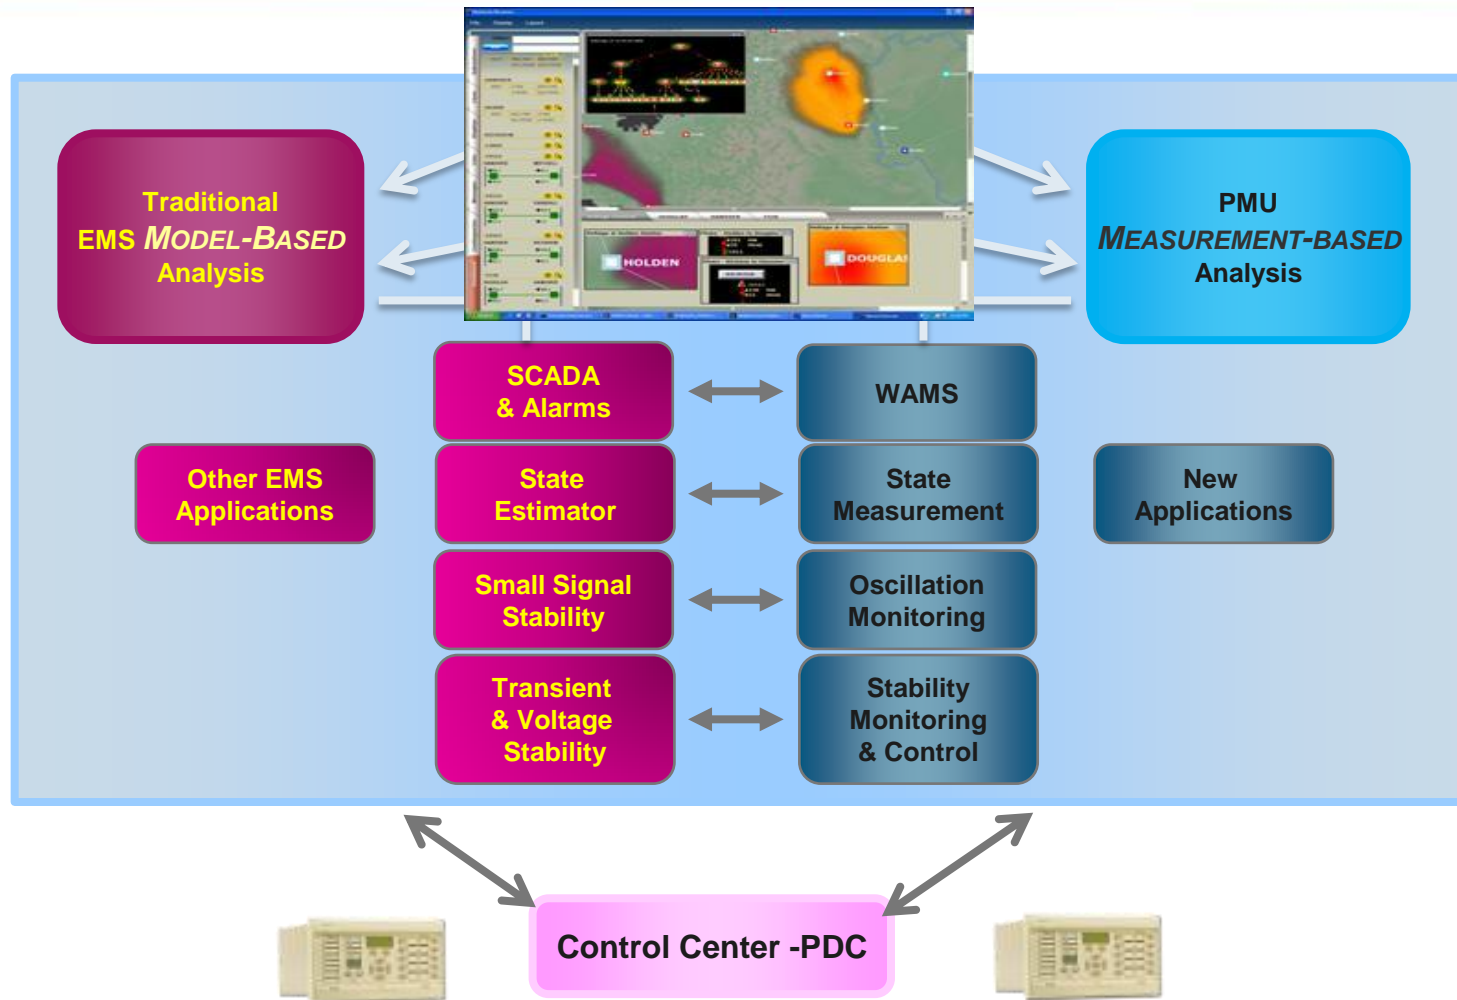 Traditional
EMS MODEL-BASED
Analysis
PMU
MEASUREMENT-BASED
Analysis
HOLDEN
DOUGLAS
SCADA
& Alarms
WAMS
Other EMS
Applications
State
Estimator
State
Measurement
New
Applications
Small Signal
Stability
Oscillation
Monitoring
Transient
& Voltage
Stability
Stability
Monitoring
& Control
Control Center -PDC